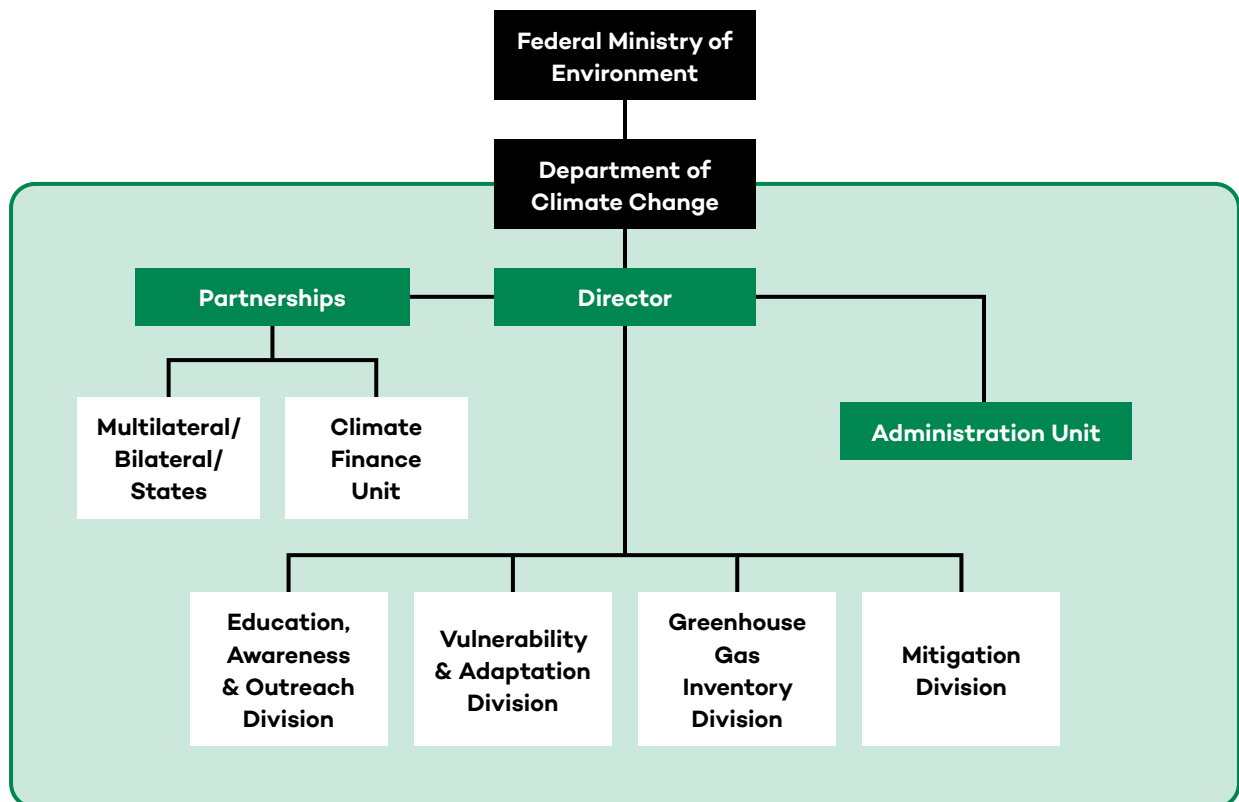 Federal Ministry of
Environment
Department of
Climate Change
Partnerships
Director
Multilateral/
Bilateral/
States
Climate
Finance
Unit
Administration Unit
Education,
Awareness
& Outreach
Division
Vulnerability
& Adaptation
Division
Greenhouse
Gas
Inventory
Division
Mitigation
Division